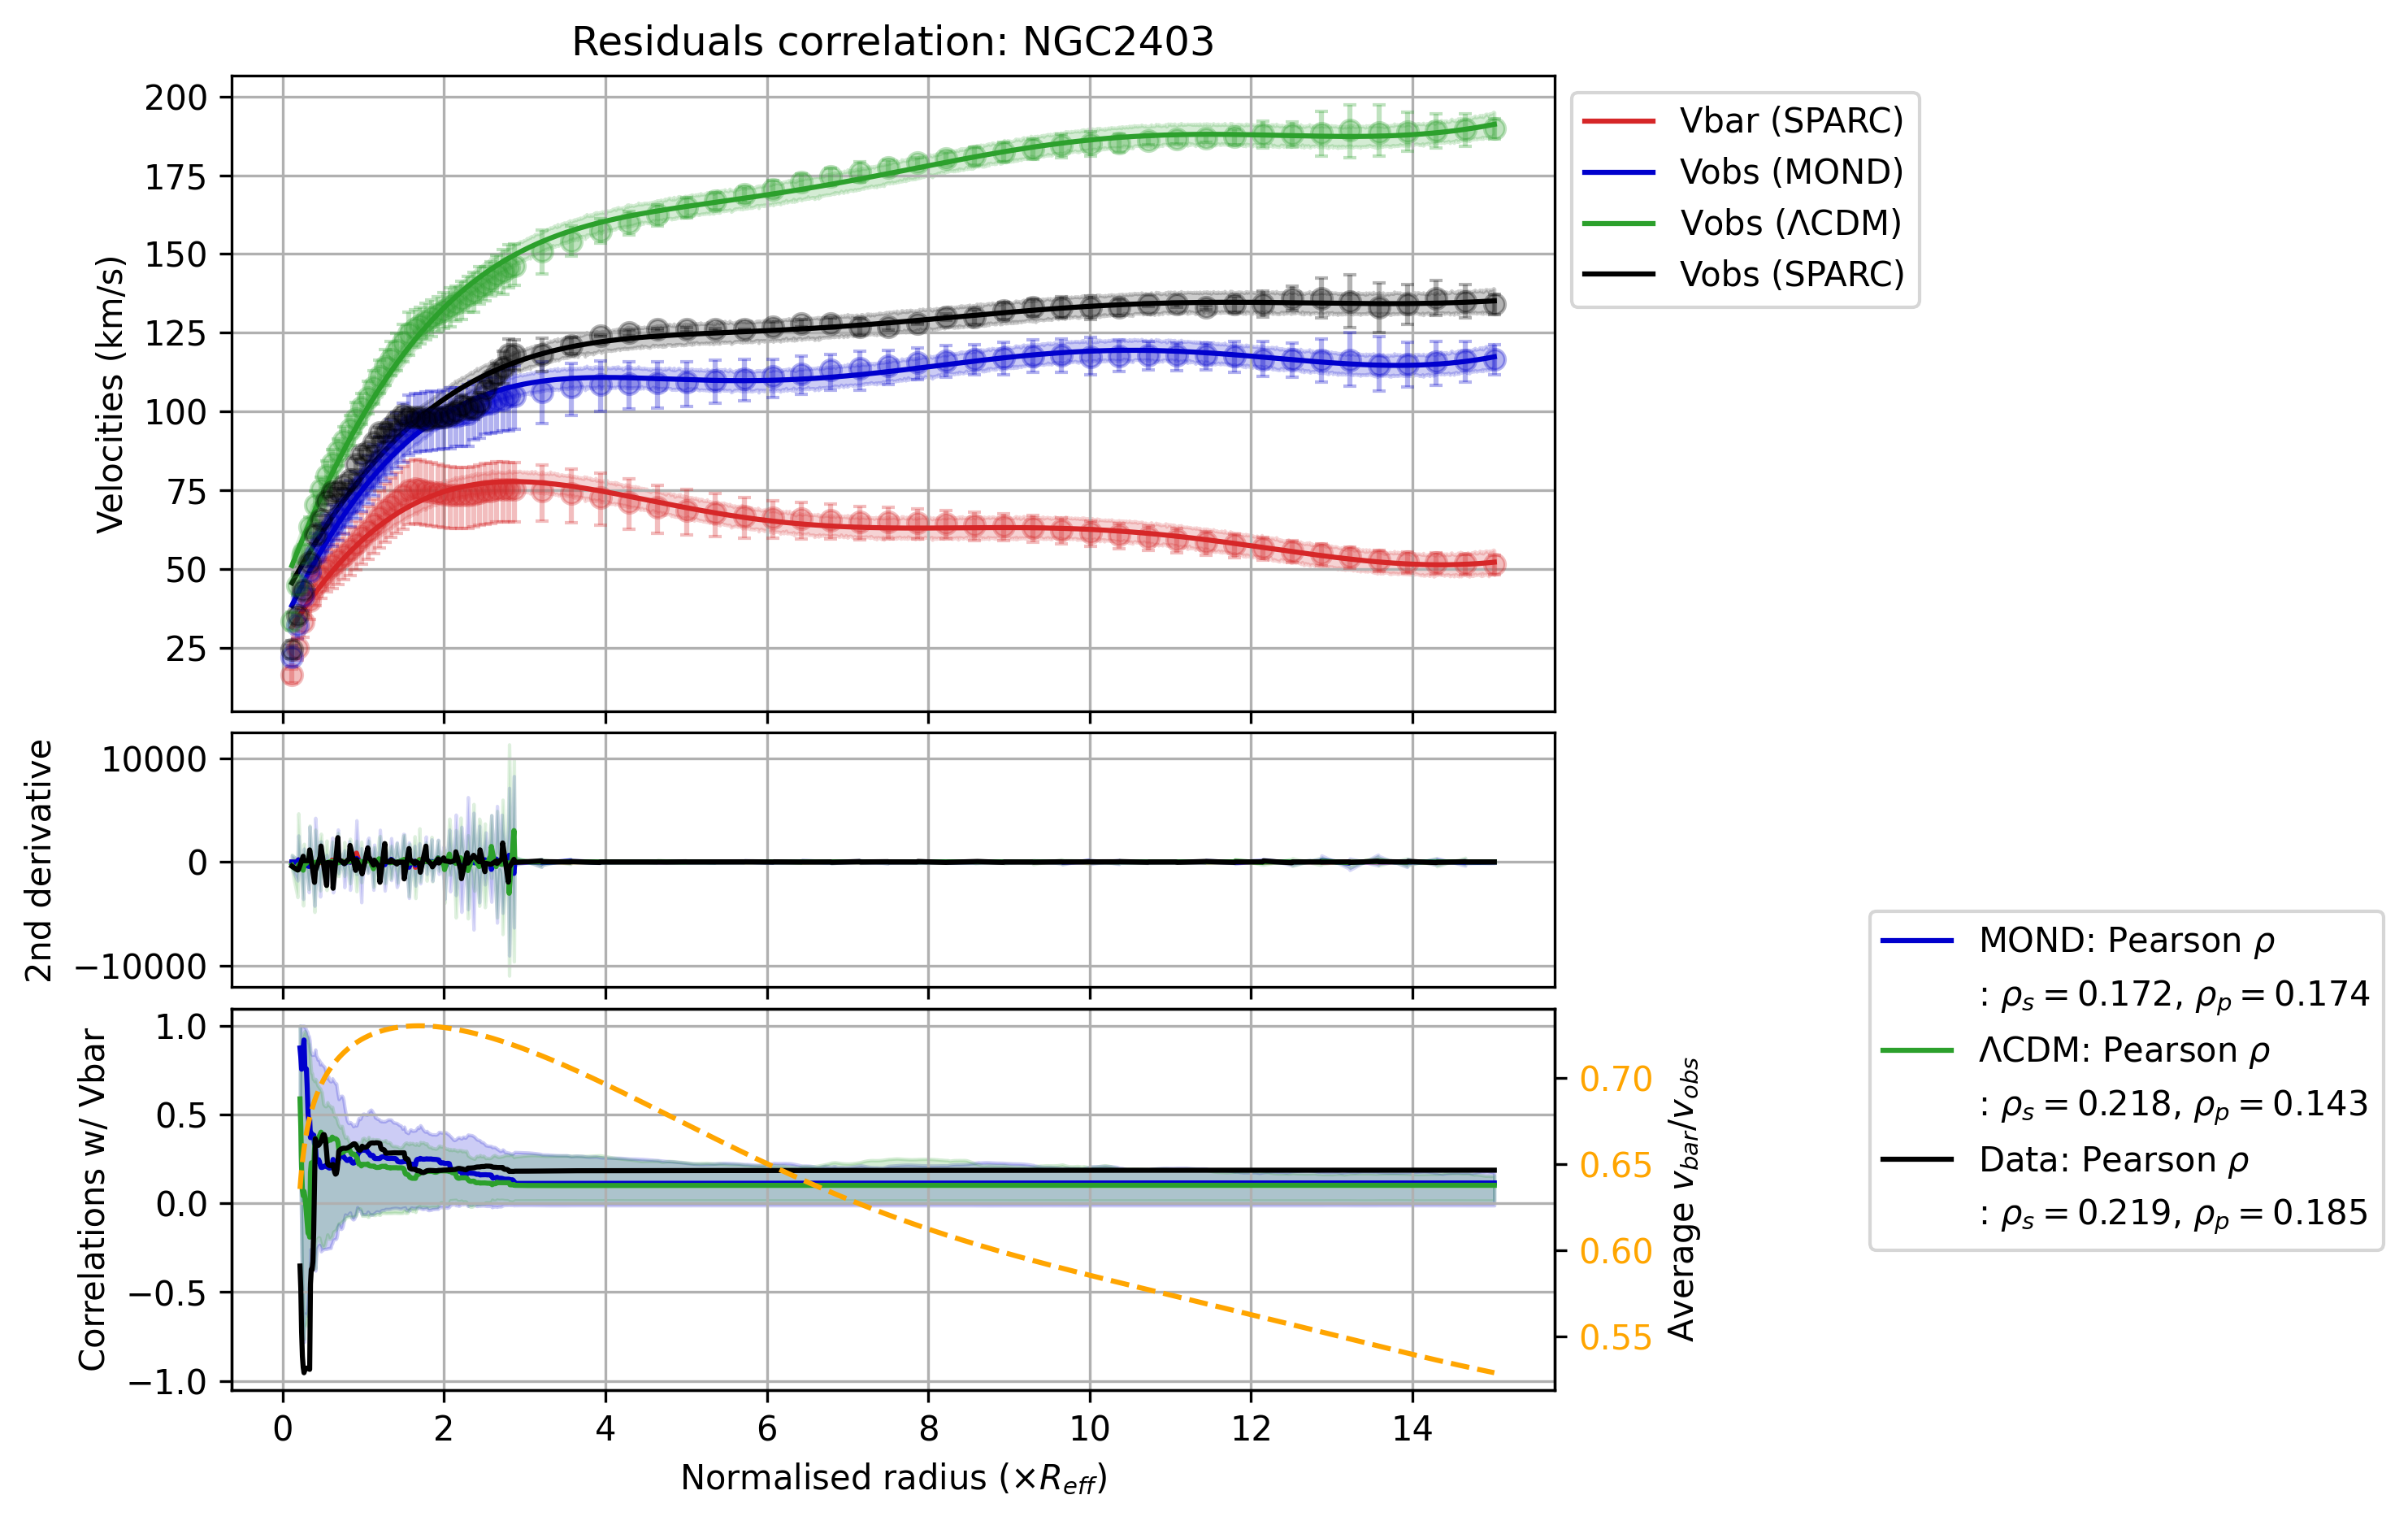 Residuals correlation: NGC2403
Velocities (km/s)
200
175
150
125
100
75
50
25
Vbar (SPARC)
Vobs (MOND)
Vobs (ΛCDM)
Vobs (SPARC)
2nd derivative
10000
0
−10000
Correlations w/ Vbar
1.0
0.5
0.0
−0.5
−1.0
0.70
0.65
0.60
0.55
Average v_bar/v_obs
0 2 4 6 8 10 12 14
Normalised radius (×R_eff)
MOND: Pearson ρ
: ρ_s = 0.172, ρ_p = 0.174
ΛCDM: Pearson ρ
: ρ_s = 0.218, ρ_p = 0.143
Data: Pearson ρ
: ρ_s = 0.219, ρ_p = 0.185